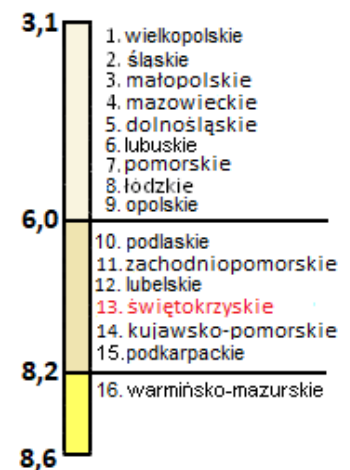 3,1
1. wielkopolskie
2. śląskie
3. małopolskie
4. mazowieckie
5. dolnośląskie
6. lubuskie
7. pomorskie
8. łódzkie
9. opolskie
6,0
10. podlaskie
11. zachodniopomorskie
12. lubelskie
13. świętokrzyskie
14. kujawsko-pomorskie
15. podkarpackie
8,2
16. warmińsko-mazurskie
8,6